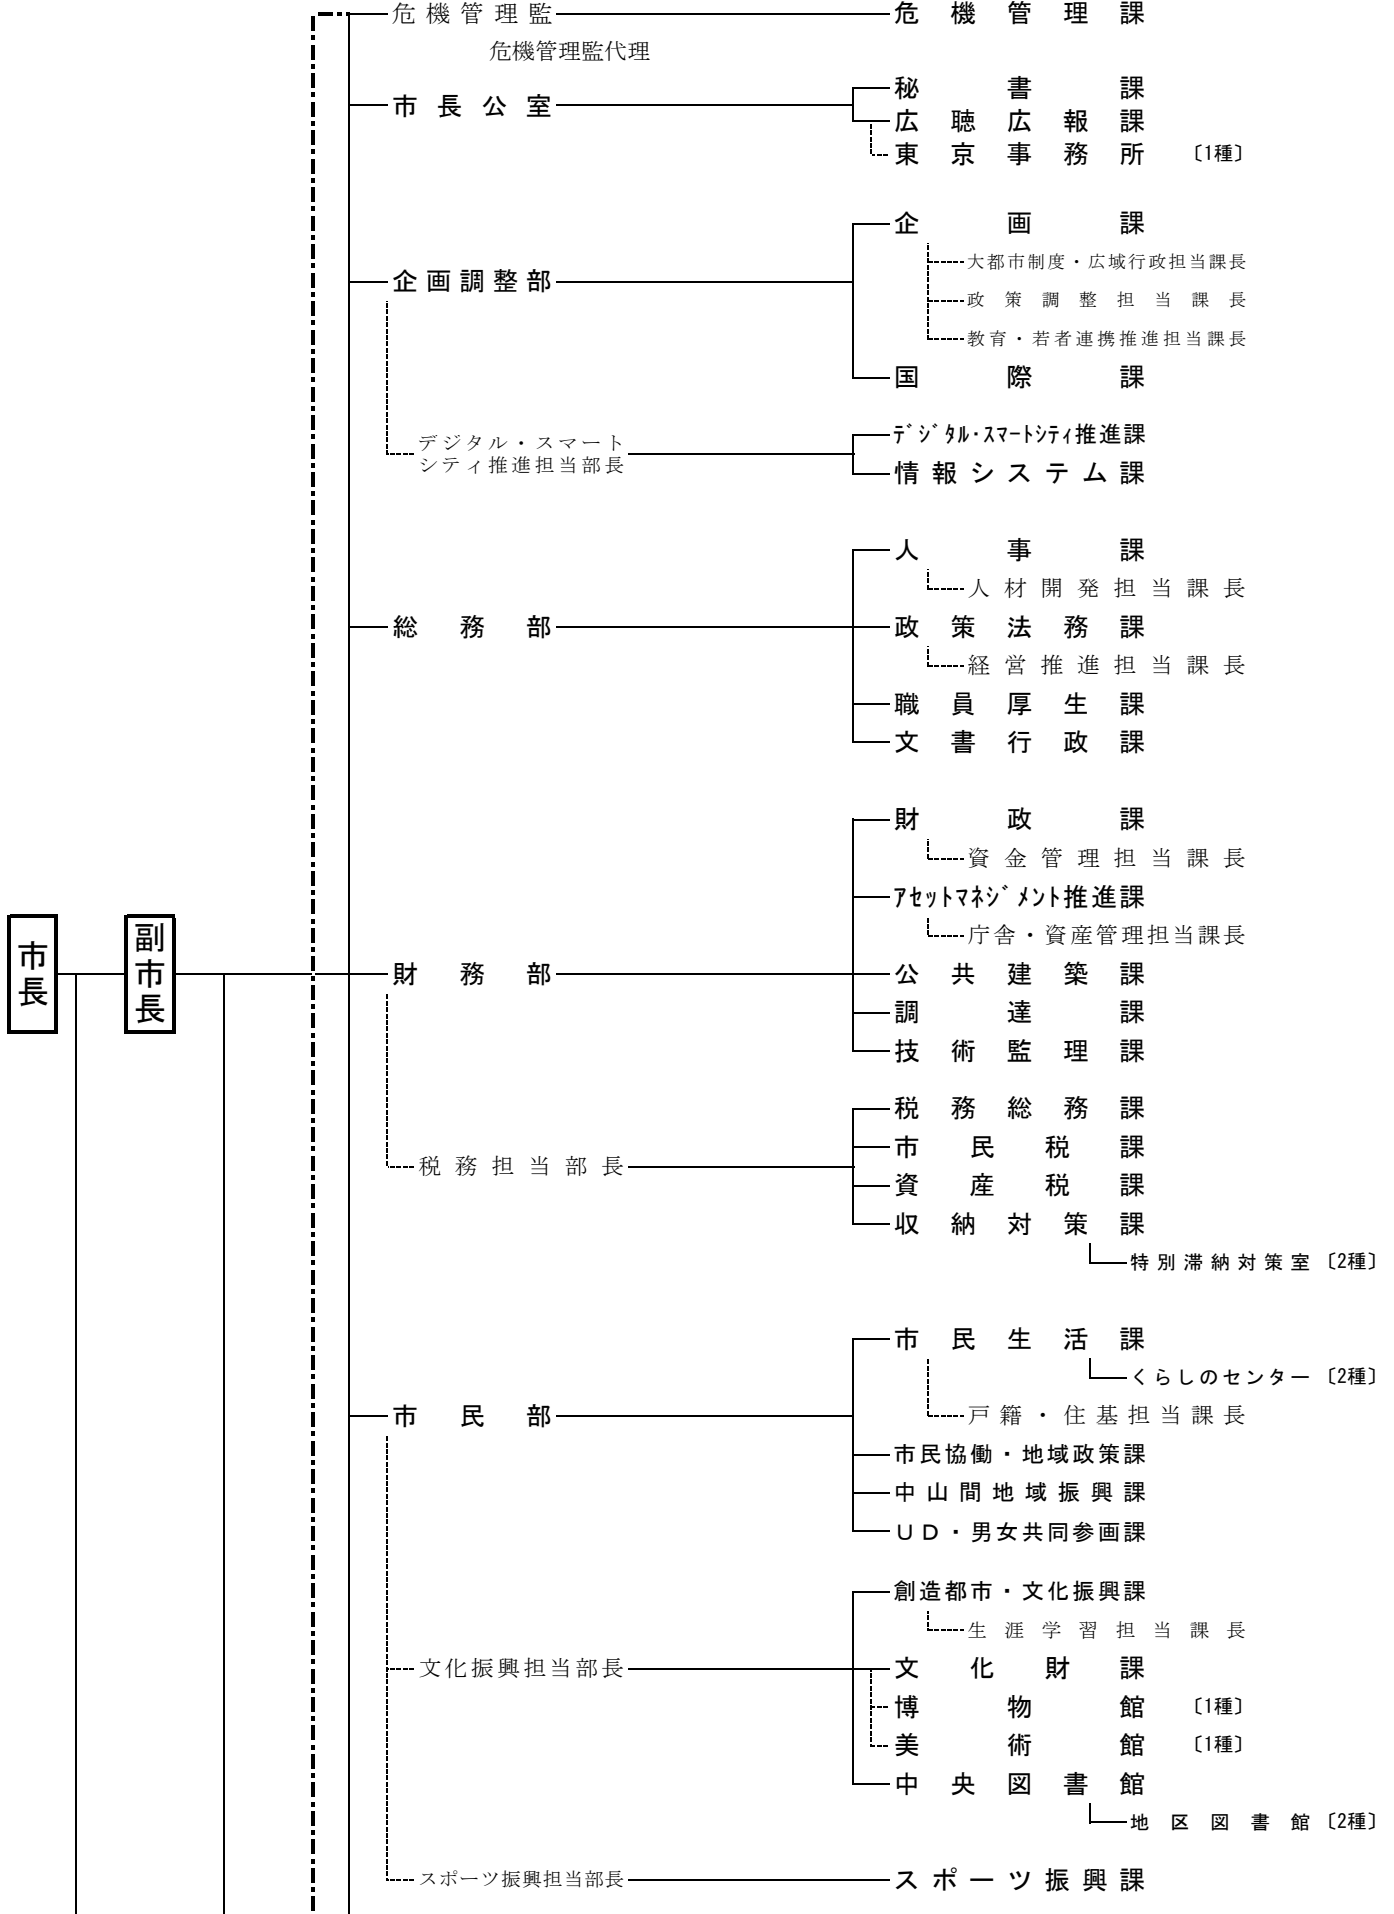 危機管理監 危機管理課
危機管理監代理
市長公室 秘書課
広聴広報課
東京事務所 〔1種〕
企画課
大都市制度・広域行政担当課長
企画調整部
政策調整担当課長
教育・若者連携推進担当課長
国際課
デジタル・スマート
シティ推進担当部長
デジタル・スマートシティ推進課
情報システム課
人事課
人材開発担当課長
総務部 政策法務課
経営推進担当課長
職員厚生課
文書行政課
財政課
資金管理担当課長
アセットマネジメント推進課
庁舎・資産管理担当課長
市長
副市長
財務部 公共建築課
調達課
技術監理課
税務総務課
市民税課
税務担当部長
資産税課
収納対策課
特別滞納対策室 〔2種〕
市民生活課
くらしのセンター 〔2種〕
市民部 戸籍・住基担当課長
市民協働・地域政策課
中山間地域振興課
UD・男女共同参画課
創造都市・文化振興課
生涯学習担当課長
文化振興担当部長 文化財課
博物館 〔1種〕
美術館 〔1種〕
中央図書館
地区図書館 〔2種〕
スポーツ振興担当部長 スポーツ振興課